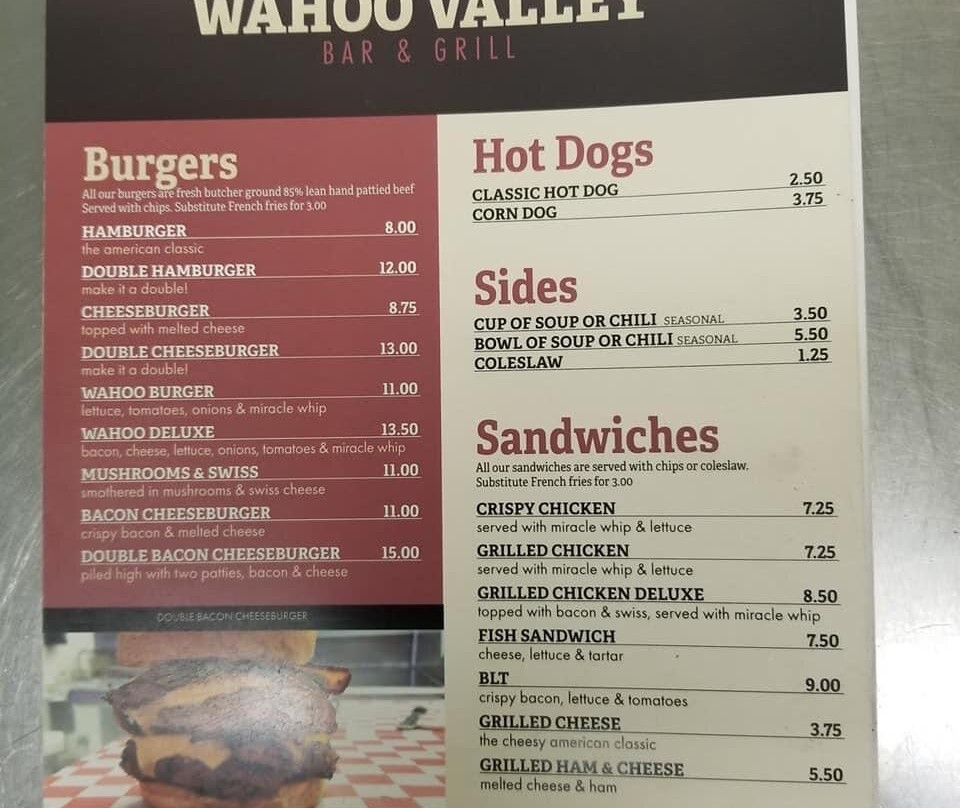 WAHOO VALLEY
BAR & GRILL
Burgers
All our burgers are fresh butcher ground 85% lean hand pattied beef
Served with chips. Substitute French fries for 3.00
HAMBURGER 8.00
the american classic
DOUBLE HAMBURGER 12.00
make it a double!
CHEESEBURGER 8.75
topped with melted cheese
DOUBLE CHEESEBURGER 13.00
make it a double!
WAHOO BURGER 11.00
lettuce, tomatoes, onions & miracle whip
WAHOO DELUXE 13.50
bacon, cheese, lettuce, onions, tomatoes & miracle whip
MUSHROOMS & SWISS 11.00
smothered in mushrooms & swiss cheese
BACON CHEESEBURGER 11.00
crispy bacon & melted cheese
DOUBLE BACON CHEESEBURGER 15.00
piled high with two patties, bacon & cheese
DOUBLE BACON CHEESEBURGER
Hot Dogs
CLASSIC HOT DOG 2.50
CORN DOG 3.75
Sides
CUP OF SOUP OR CHILI SEASONAL 3.50
BOWL OF SOUP OR CHILI SEASONAL 5.50
COLESLAW 1.25
Sandwiches
All our sandwiches are served with chips or coleslaw.
Substitute French fries for 3.00
CRISPY CHICKEN 7.25
served with miracle whip & lettuce
GRILLED CHICKEN 7.25
served with miracle whip & lettuce
GRILLED CHICKEN DELUXE 8.50
topped with bacon & swiss, served with miracle whip
FISH SANDWICH 7.50
cheese, lettuce & tartar
BLT 9.00
crispy bacon, lettuce & tomatoes
GRILLED CHEESE 3.75
the cheesy american classic
GRILLED HAM & CHEESE 5.50
melted cheese & ham